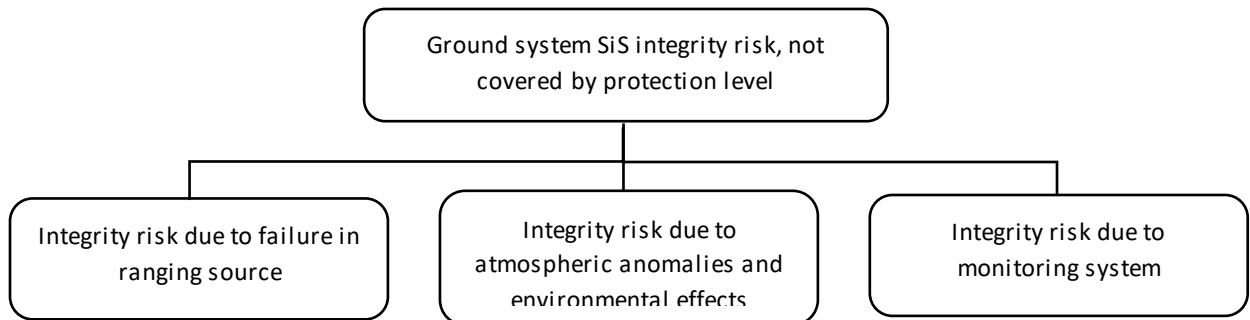 Ground system SiS integrity risk, not
covered by protection level
Integrity risk due to failure in
ranging source
Integrity risk due to
atmospheric anomalies and
environmental effects
Integrity risk due to
monitoring system